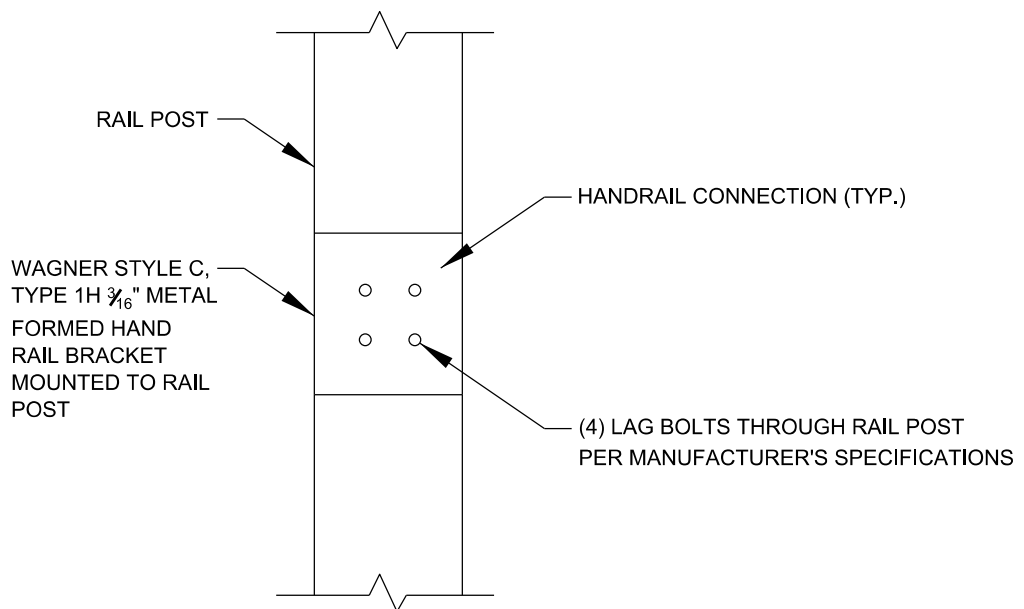 RAIL POST
HANDRAIL CONNECTION (TYP.)
WAGNER STYLE C,
TYPE 1H 3/16" METAL
FORMED HAND
RAIL BRACKET
MOUNTED TO RAIL
POST
(4) LAG BOLTS THROUGH RAIL POST
PER MANUFACTURER'S SPECIFICATIONS